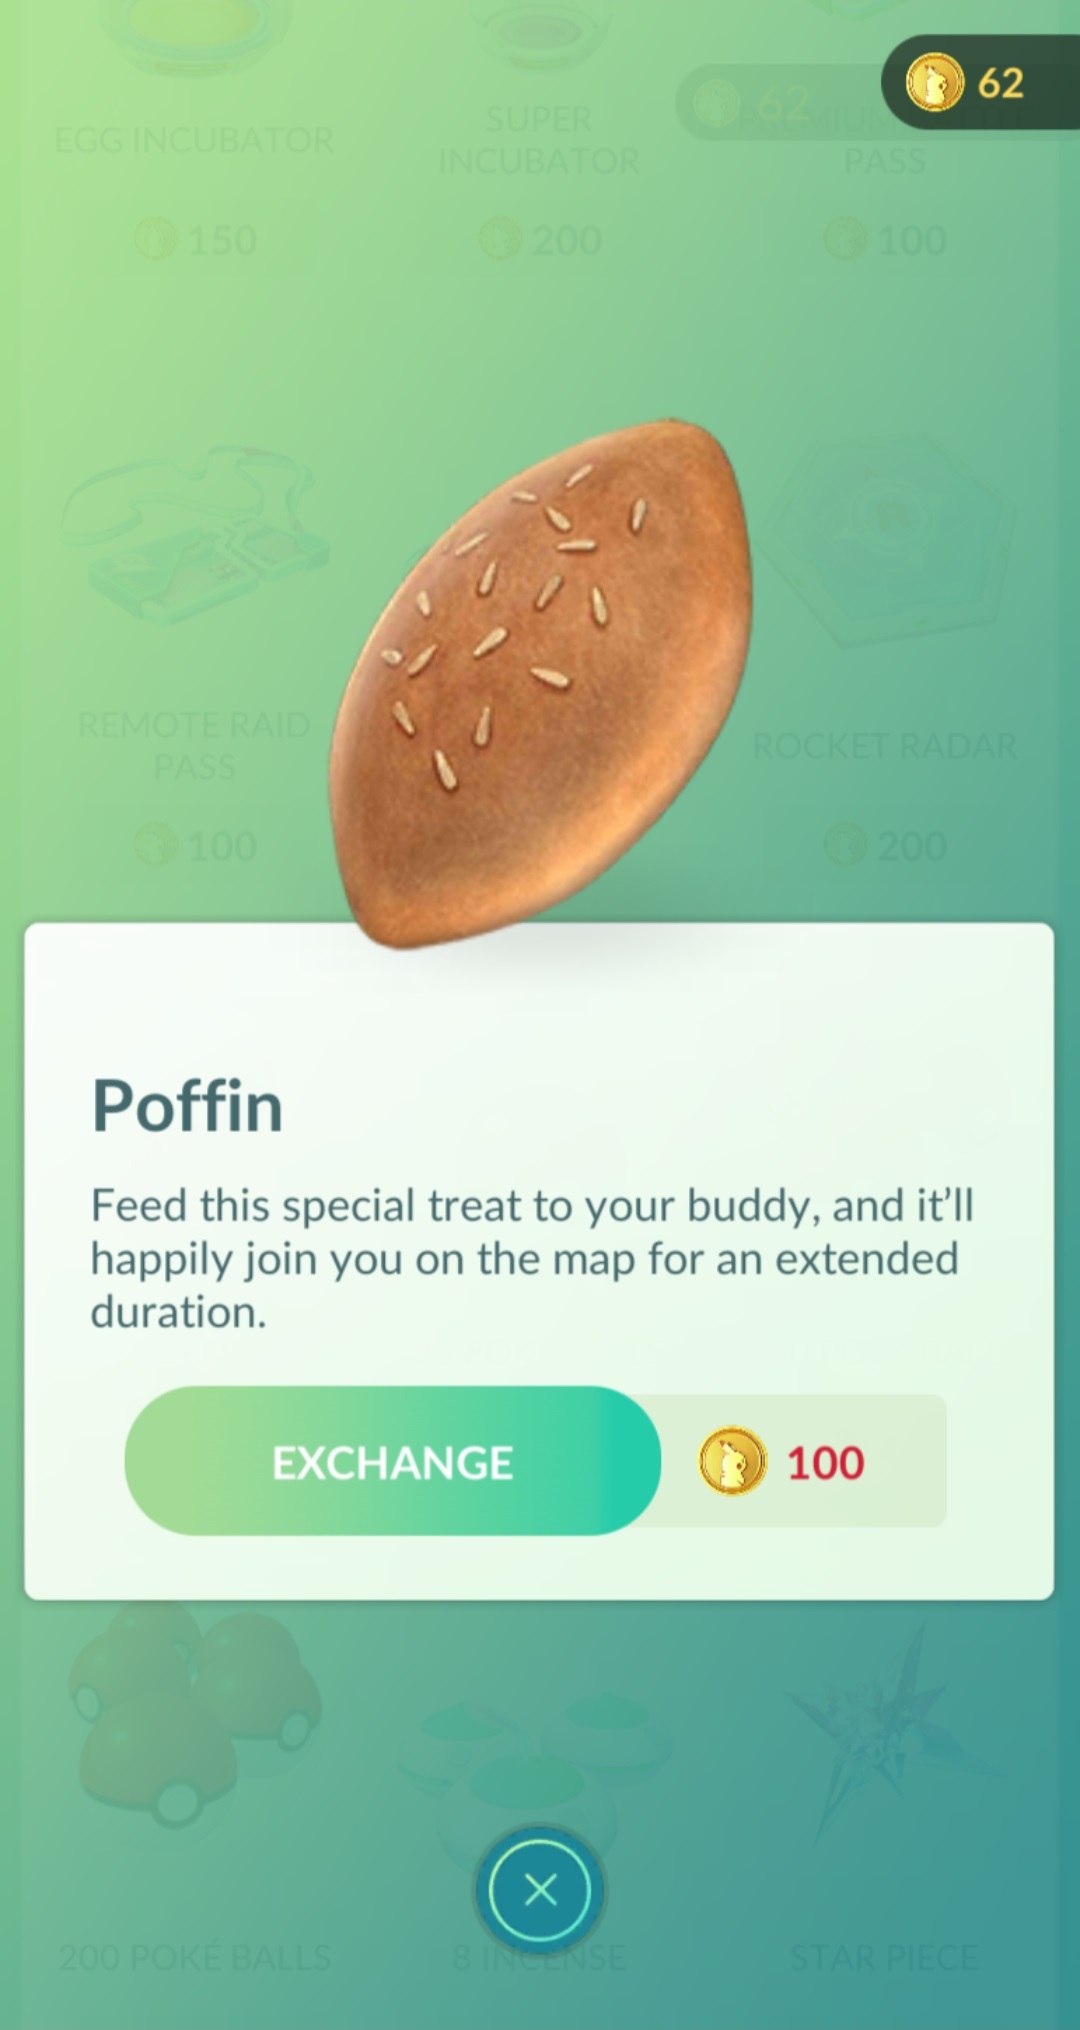 62
62
EGG INCUBATOR
SUPER
INCUBATOR
PREMIUM
PASS
150
200
100
REMOTE RAID
PASS
ROCKET RADAR
100
200
Poffin
Feed this special treat to your buddy, and it’ll
happily join you on the map for an extended
duration.
EXCHANGE
100
200 POKÉ BALLS
8 INCENSE
STAR PIECE